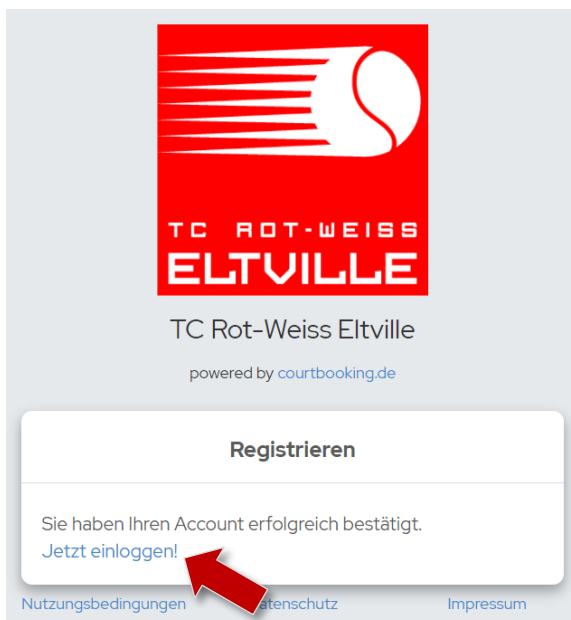 TC ROT-WEISS
ELTVILLE
TC Rot-Weiss Eltville
powered by courtbooking.de
Registrieren
Sie haben Ihren Account erfolgreich bestätigt.
Jetzt einloggen!
Nutzungsbedingungen atenschutz Impressum